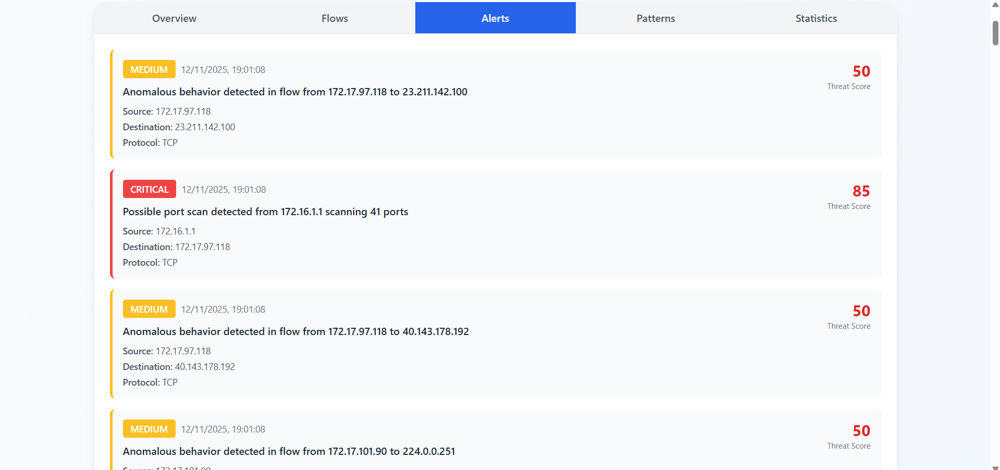 Overview Flows Alerts Patterns Statistics
MEDIUM 12/11/2025, 19:01:08
50
Threat Score
Anomalous behavior detected in flow from 172.17.97.118 to 23.211.142.100
Source: 172.17.97.118
Destination: 23.211.142.100
Protocol: TCP
CRITICAL 12/11/2025, 19:01:08
85
Threat Score
Possible port scan detected from 172.16.1.1 scanning 41 ports
Source: 172.16.1.1
Destination: 172.17.97.118
Protocol: TCP
MEDIUM 12/11/2025, 19:01:08
50
Threat Score
Anomalous behavior detected in flow from 172.17.97.118 to 40.143.178.192
Source: 172.17.97.118
Destination: 40.143.178.192
Protocol: TCP
MEDIUM 12/11/2025, 19:01:08
50
Threat Score
Anomalous behavior detected in flow from 172.17.101.90 to 224.0.0.251
Source: 172.17.101.90